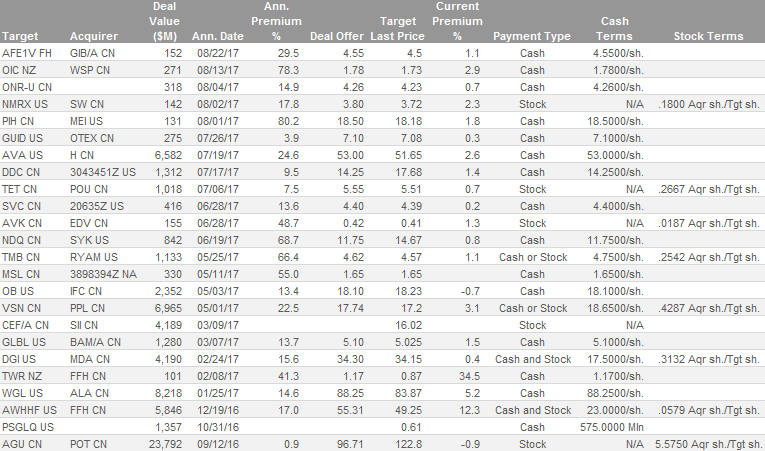 Deal Ann. Target Current
Value Premium Target Premium Cash
Target Acquirer ($M) Ann. Date % Deal Offer Last Price % Payment Type Terms Stock Terms
AFE1V FH GIB/A CN 152 08/22/17 29.5 4.55 4.5 1.1 Cash 4.5500/sh.
OIC NZ WSP CN 271 08/13/17 78.3 1.78 1.73 2.9 Cash 1.7800/sh.
ONR-U CN 318 08/04/17 14.9 4.26 4.23 0.7 Cash 4.2600/sh.
NMRX US SW CN 142 08/02/17 17.8 3.80 3.72 2.3 Stock N/A .1800 Aqr sh./Tgt sh.
PIH CN MEI US 131 08/01/17 80.2 18.50 18.18 1.8 Cash 18.5000/sh.
GUID US OTEX CN 275 07/26/17 3.9 7.10 7.08 0.3 Cash 7.1000/sh.
AVA US H CN 6,582 07/19/17 24.6 53.00 51.65 2.6 Cash 53.0000/sh.
DDC CN 3043451Z US 1,312 07/17/17 9.5 14.25 17.68 1.4 Cash 14.2500/sh.
TET CN POU CN 1,018 07/06/17 7.5 5.55 5.51 0.7 Stock N/A .2667 Aqr sh./Tgt sh.
SVC CN 20635Z US 416 06/28/17 13.6 4.40 4.39 0.2 Cash 4.4000/sh.
AVK CN EDV CN 155 06/28/17 48.7 0.42 0.41 1.3 Stock N/A .0187 Aqr sh./Tgt sh.
NDQ CN SYK US 842 06/19/17 68.7 11.75 14.67 0.8 Cash 11.7500/sh.
TMB CN RYAM US 1,133 05/25/17 66.4 4.62 4.57 1.1 Cash or Stock 4.7500/sh. .2542 Aqr sh./Tgt sh.
MSL CN 3898394Z NA 330 05/11/17 55.0 1.65 1.65 Cash 1.6500/sh.
OB US IFC CN 2,352 05/03/17 13.4 18.10 18.23 -0.7 Cash 18.1000/sh.
VSN CN PPL CN 6,965 05/01/17 22.5 17.74 17.2 3.1 Cash or Stock 18.6500/sh. .4287 Aqr sh./Tgt sh.
CEF/A CN SII CN 4,189 03/09/17 16.02 Stock N/A
GLBL US BAM/A CN 1,280 03/07/17 13.7 5.10 5.025 1.5 Cash 5.1000/sh.
DGI US MDA CN 4,190 02/24/17 15.6 34.30 34.15 0.4 Cash and Stock 17.5000/sh. .3132 Aqr sh./Tgt sh.
TWR NZ FFH CN 101 02/08/17 41.3 1.17 0.87 34.5 Cash 1.1700/sh.
WGL US ALA CN 8,218 01/25/17 14.6 88.25 83.87 5.2 Cash 88.2500/sh.
AWHHF US FFH CN 5,846 12/19/16 17.0 55.31 49.25 12.3 Cash and Stock 23.0000/sh. .0579 Aqr sh./Tgt sh.
PSGLQ US 1,357 10/31/16 0.61 Cash 575.0000 Mln
AGU CN POT CN 23,792 09/12/16 0.9 96.71 122.8 -0.9 Stock N/A 5.5750 Aqr sh./Tgt sh.